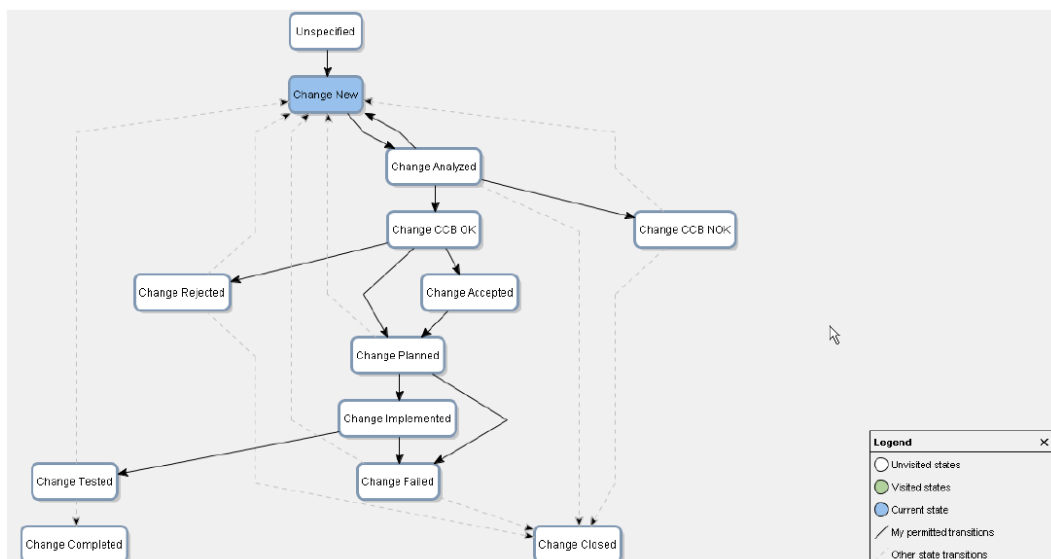 Unspecified
Change New
Change Analyzed
Change CCB OK
Change CCB NOK
Change Rejected
Change Accepted
Change Planned
Change Implemented
Change Tested
Change Failed
Change Completed
Change Closed
Legend
Unvisited states
Visited states
Current state
My permitted transitions
Other state transitions